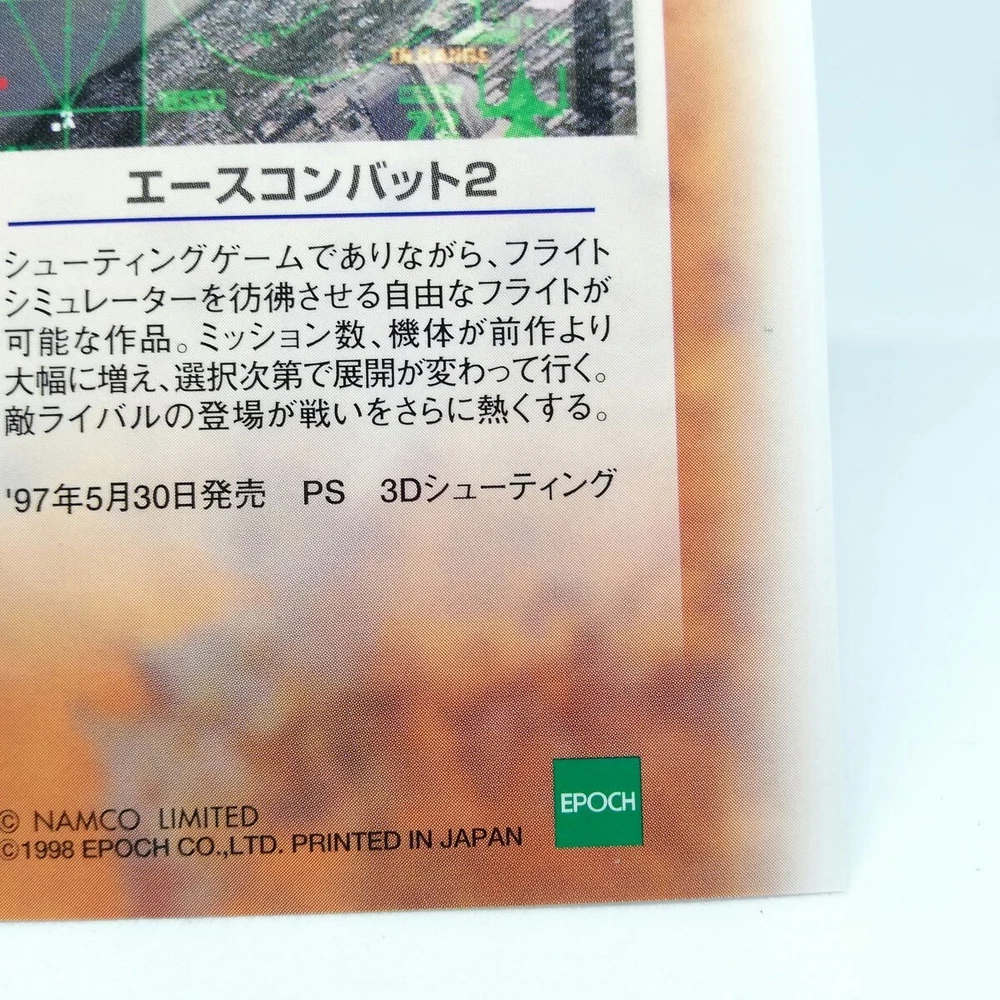 IN RANGE
エースコンバット2
シューティングゲームでありながら、フライト
シミュレーターを彷彿させる自由なフライトが
可能な作品。ミッション数、機体が前作より
大幅に増え、選択次第で展開が変わって行く。
敵ライバルの登場が戦いをさらに熱くする。
'97年5月30日発売 PS 3Dシューティング
EPOCH
© NAMCO LIMITED
©1998 EPOCH CO.,LTD. PRINTED IN JAPAN